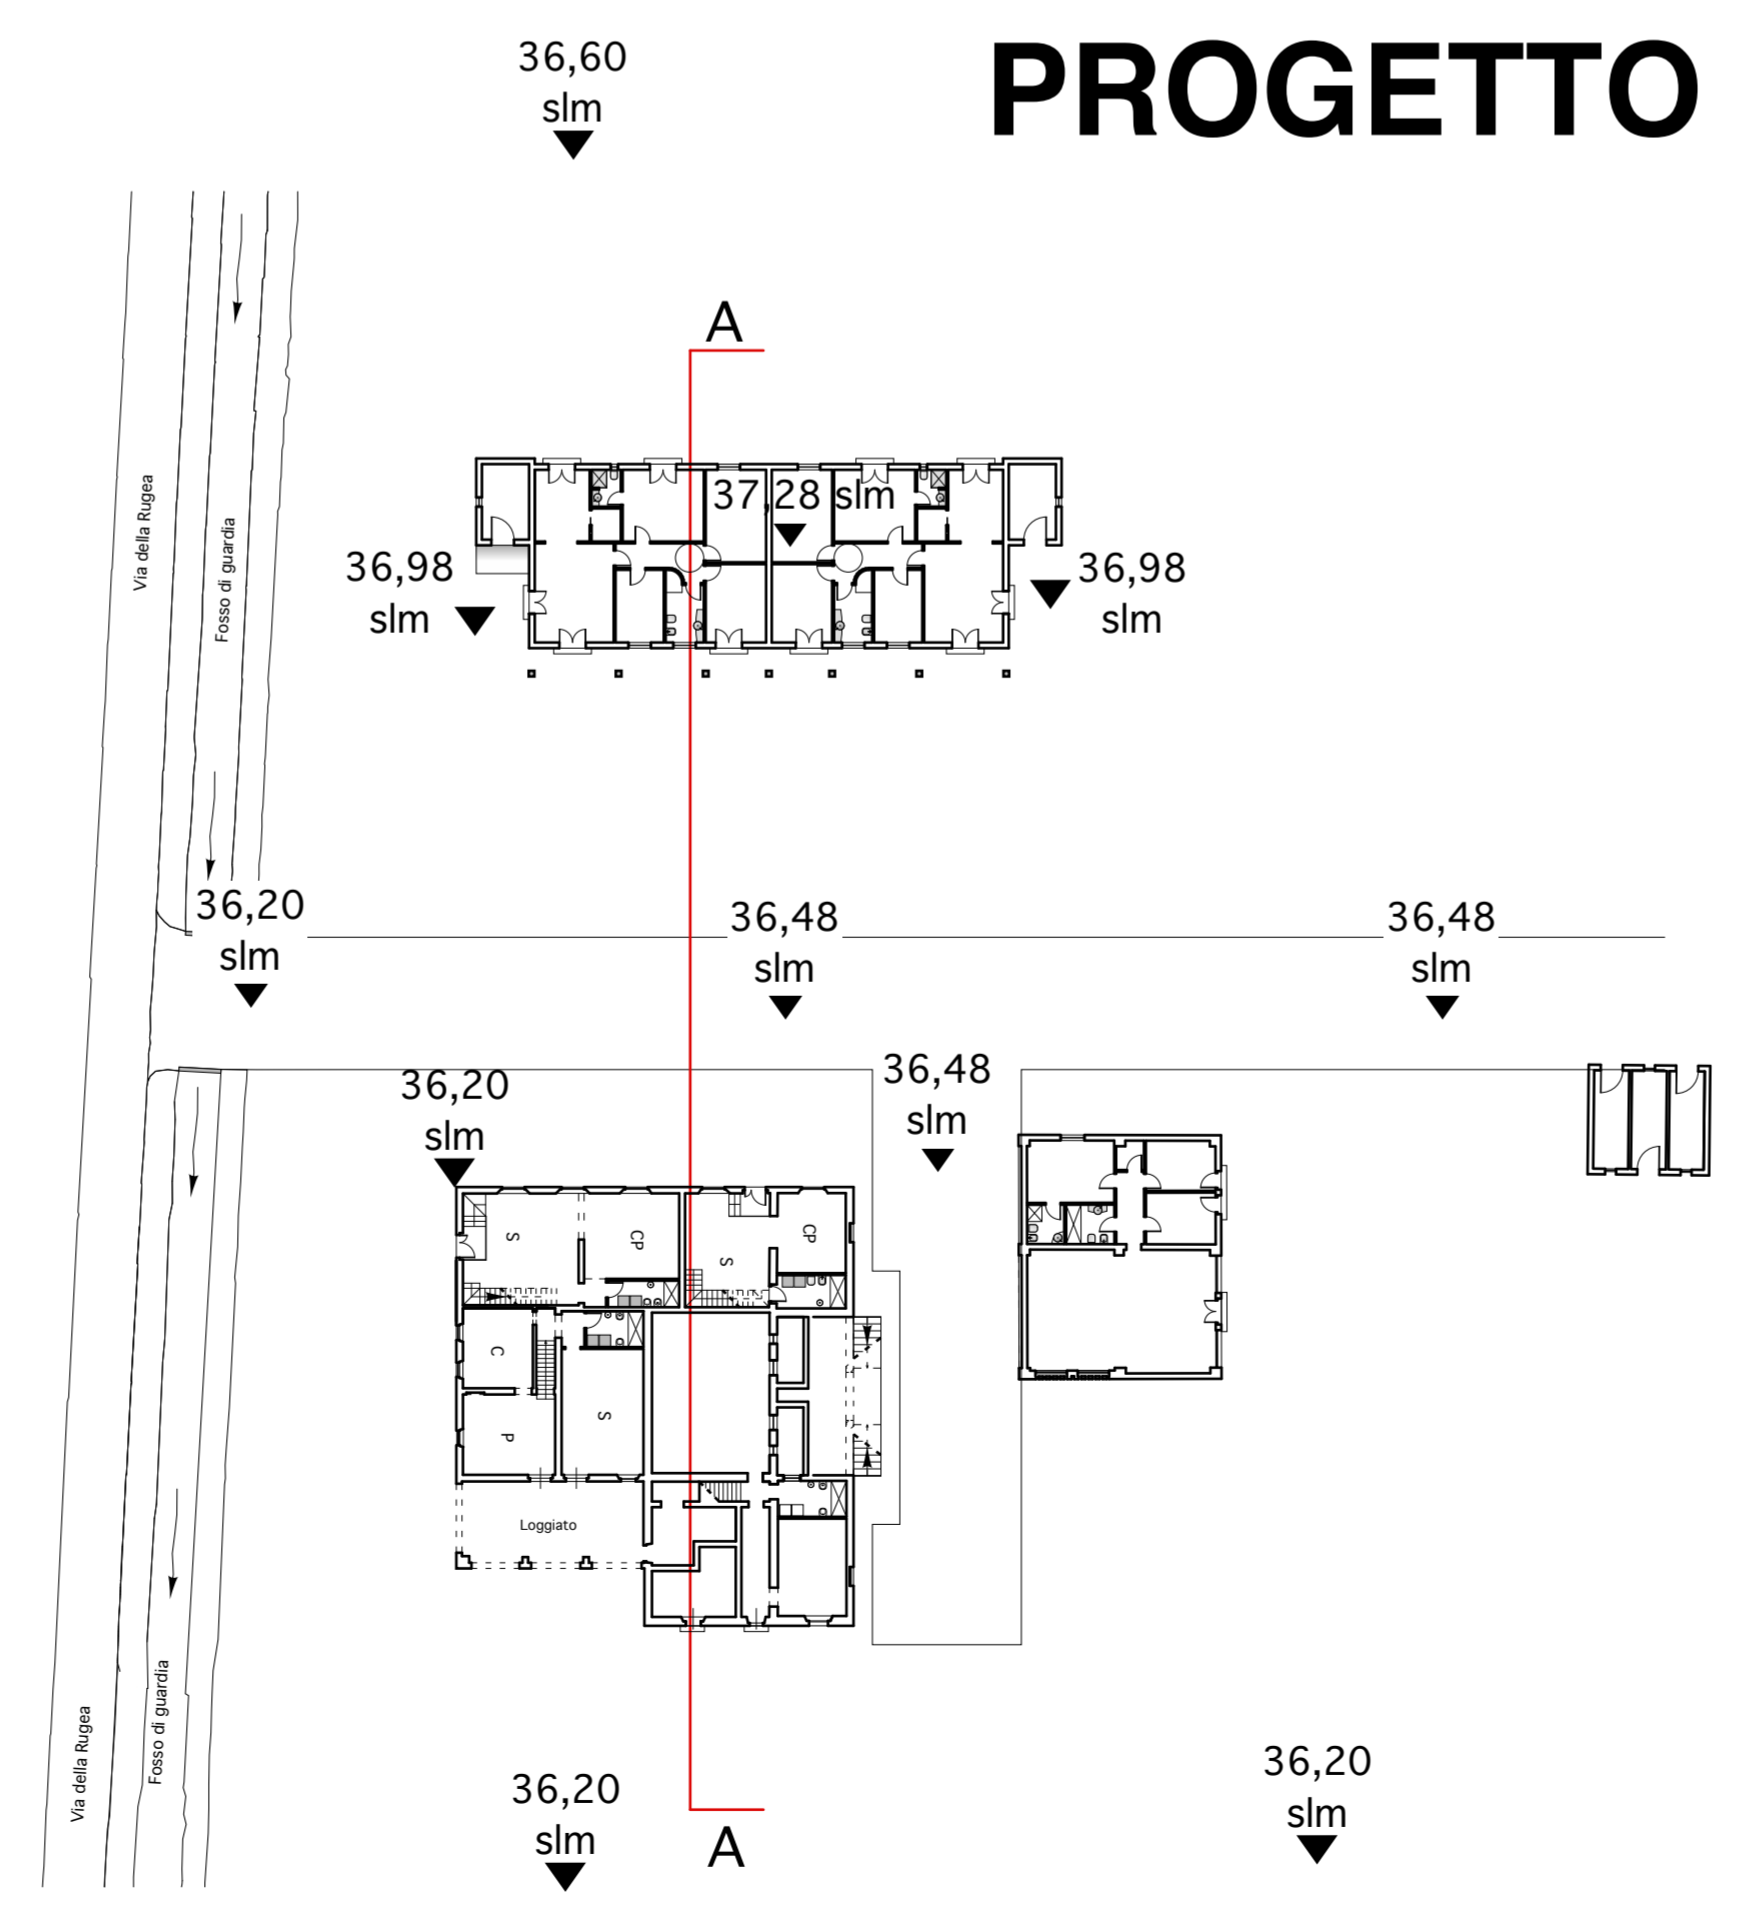 PROGETTO
36,60
slm
A
37,28 slm
36,98
slm
36,98
slm
Via della Rugea
Fosso di guardia
36,20
slm
36,48
slm
36,48
slm
36,20
slm
36,48
slm
S
CP
S
CP
C
P
S
Loggiato
Via della Rugea
Fosso di guardia
36,20
slm
A
36,20
slm